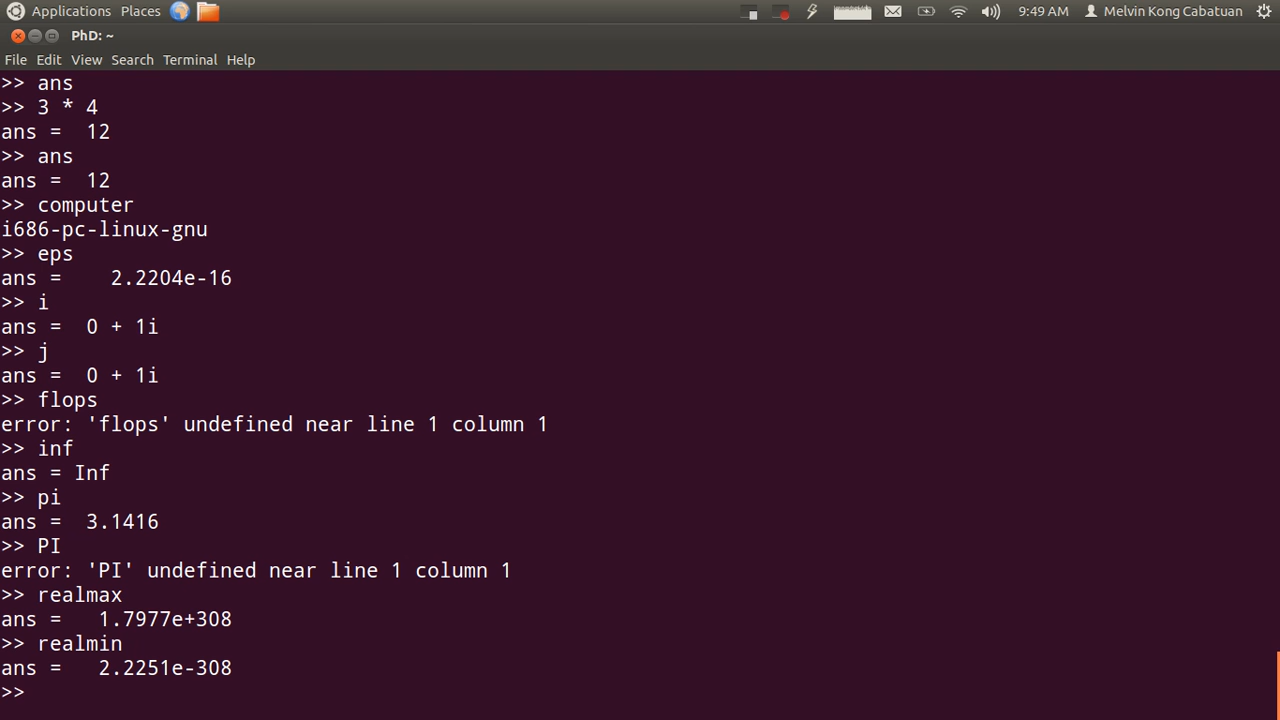 Applications Places 9:49 AM Melvin Kong Cabatuan
PhD: ~
File Edit View Search Terminal Help
>> ans
>> 3 * 4
ans =  12
>> ans
ans =  12
>> computer
i686-pc-linux-gnu
>> eps
ans =    2.2204e-16
>> i
ans =  0 + 1i
>> j
ans =  0 + 1i
>> flops
error: 'flops' undefined near line 1 column 1
>> inf
ans = Inf
>> pi
ans =  3.1416
>> PI
error: 'PI' undefined near line 1 column 1
>> realmax
ans =   1.7977e+308
>> realmin
ans =   2.2251e-308
>>